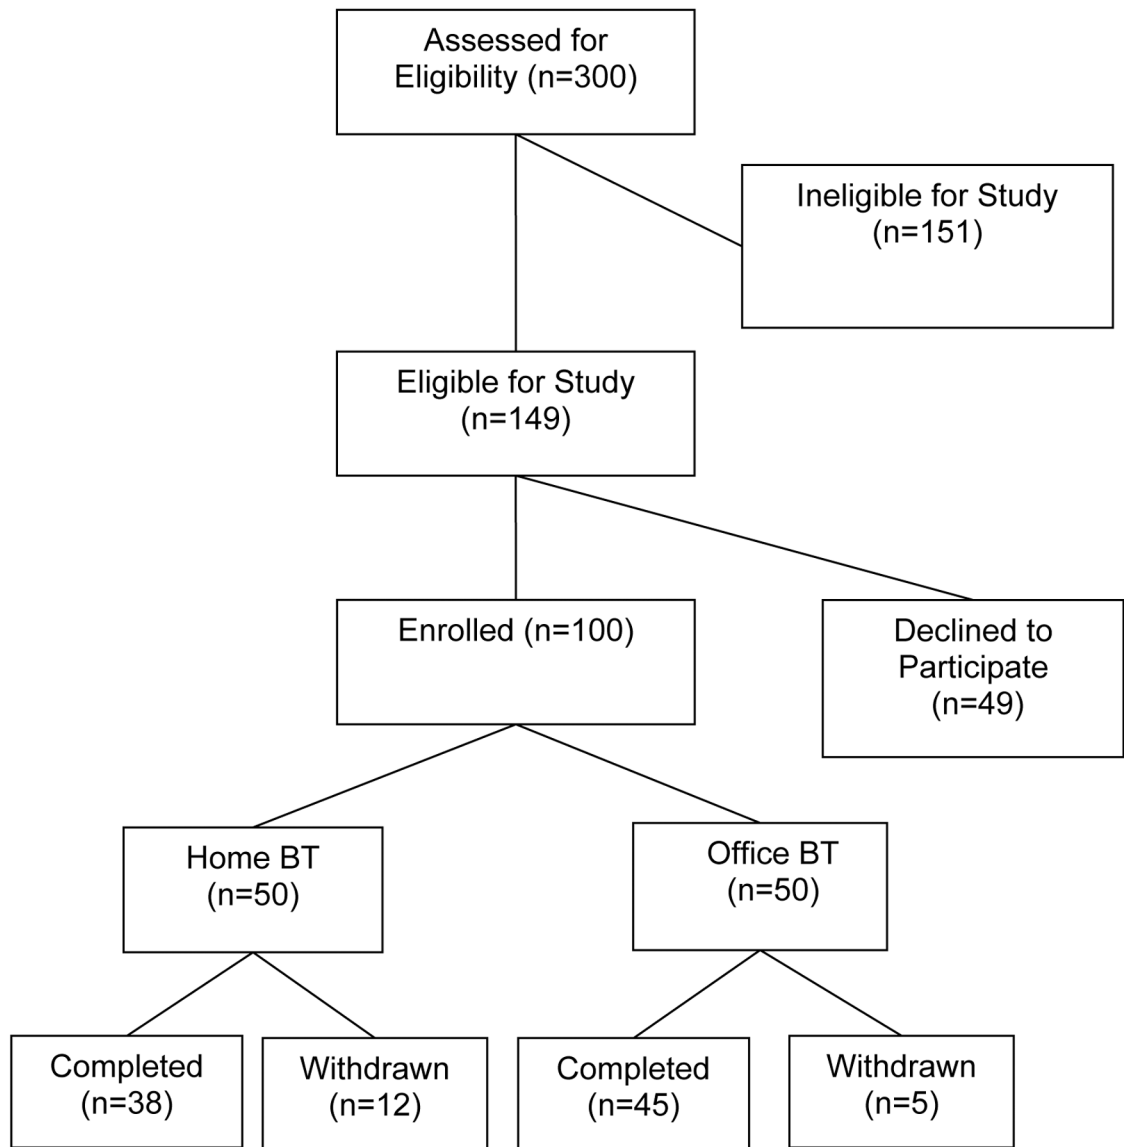 Assessed for
Eligibility (n=300)
Ineligible for Study
(n=151)
Eligible for Study
(n=149)
Enrolled (n=100)
Declined to
Participate
(n=49)
Home BT
(n=50)
Office BT
(n=50)
Completed
(n=38)
Withdrawn
(n=12)
Completed
(n=45)
Withdrawn
(n=5)